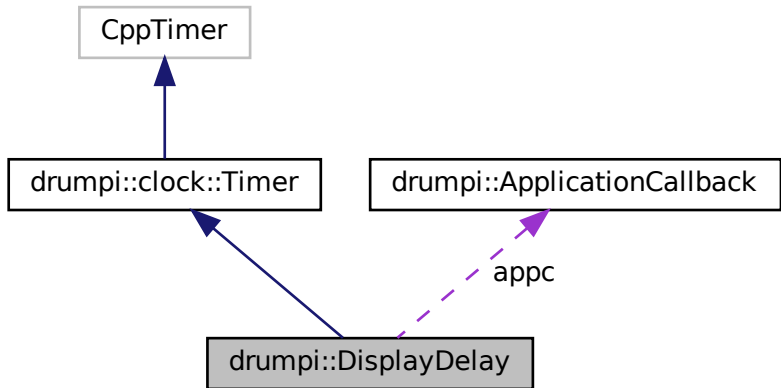 CppTimer
drumpi::clock::Timer
drumpi::ApplicationCallback
appc
drumpi::DisplayDelay